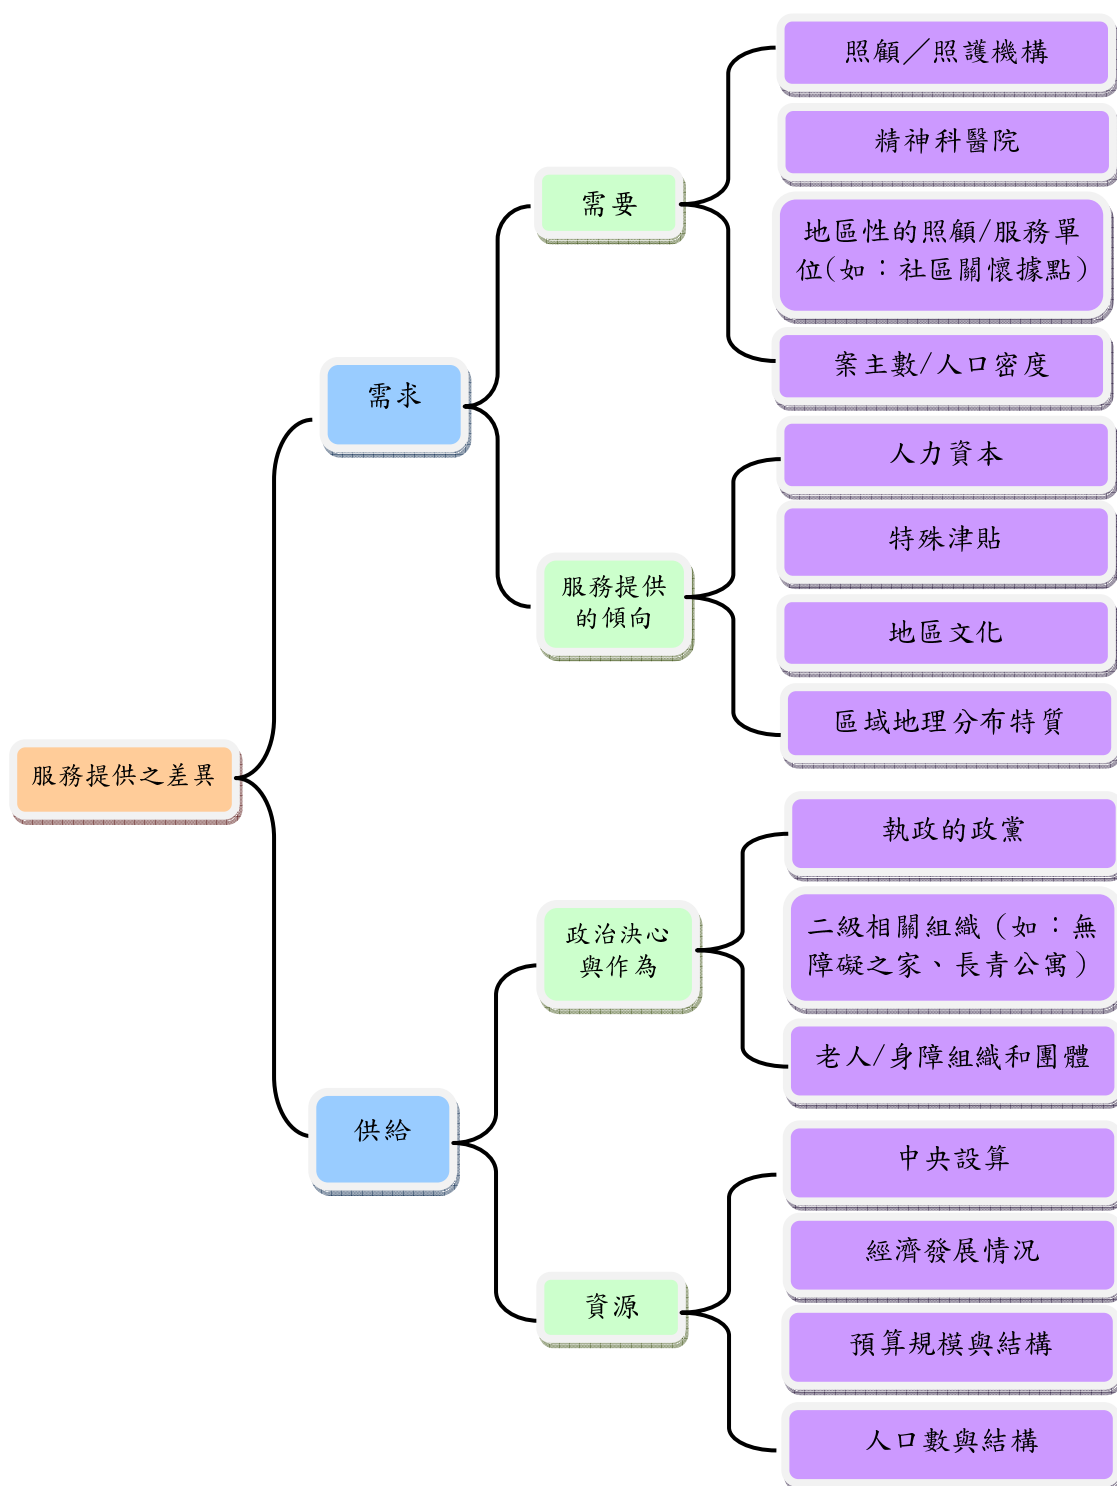 照顧／照護機構
精神科醫院
需要
地區性的照顧/服務單
位(如：社區關懷據點)
案主數/人口密度
需求
人力資本
特殊津貼
服務提供
的傾向
地區文化
區域地理分布特質
服務提供之差異
執政的政黨
政治決心
與作為
二級相關組織（如：無
障礙之家、長青公寓）
老人/身障組織和團體
供給
中央設算
經濟發展情況
資源
預算規模與結構
人口數與結構